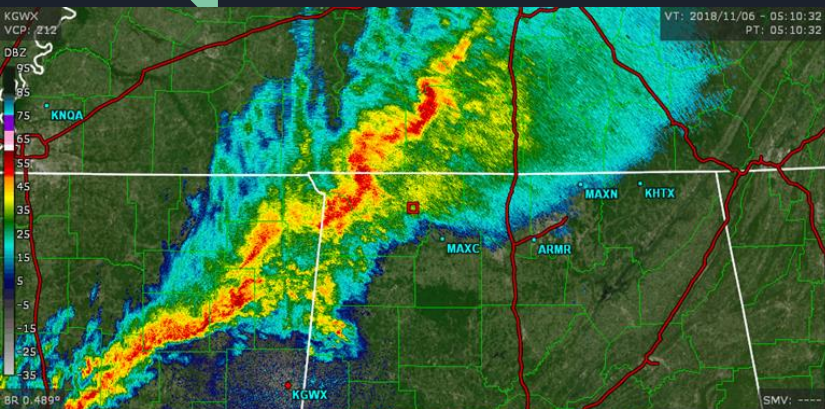 KGWX
VCP: 212
DBZ
VT: 2018/11/06 - 05:10:32
PT: 05:10:32
95
85
75
65
55
45
35
25
15
5
-5
-15
-25
-35
KNQA
MAXN
KHTX
MAXC
ARMR
KGWX
BR 0.489°
SMV: ----